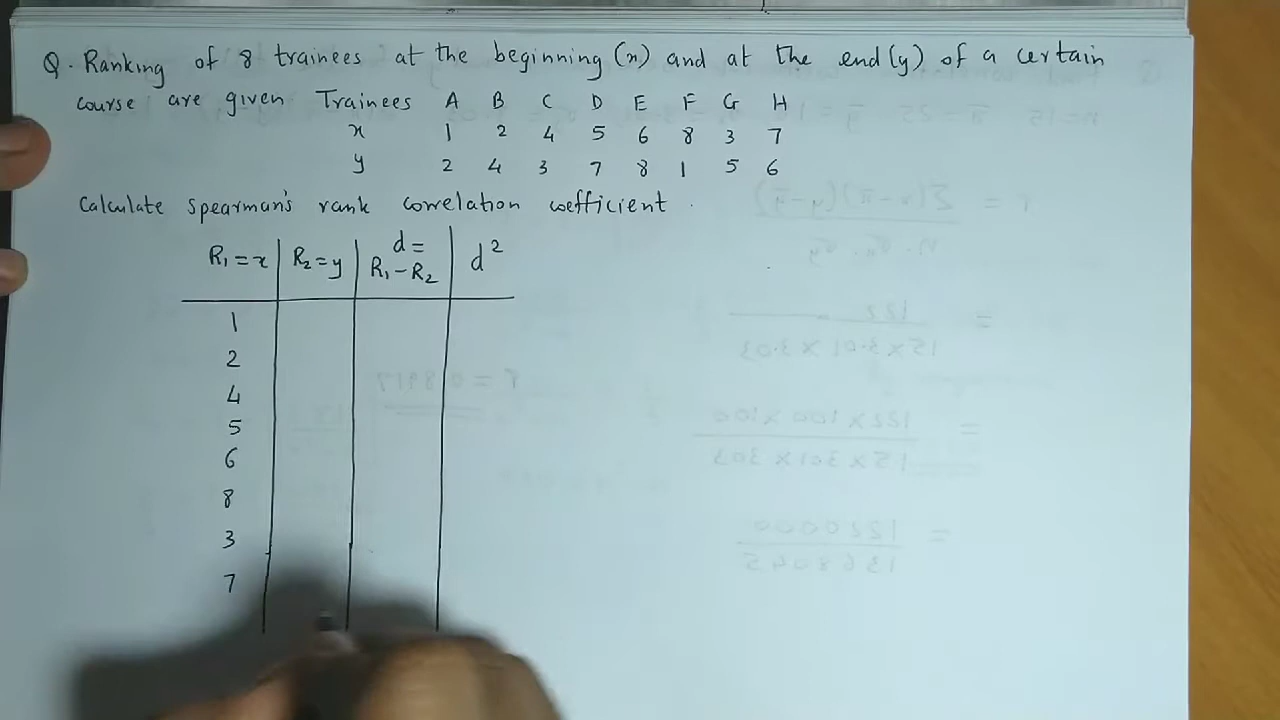 Q. Ranking of 8 trainees at the beginning (x) and at the end (y) of a certain
course are given Trainees A B C D E F G H
x 1 2 4 5 6 8 3 7
y 2 4 3 7 8 1 5 6
Calculate Spearman's rank correlation coefficient.
R₁=x R₂=y d= R₁-R₂ d²
1
2
4
5
6
8
3
7